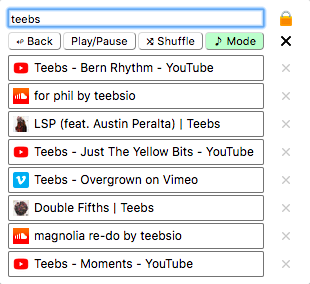 teebs
Back Play/Pause Shuffle Mode
Teebs - Bern Rhythm - YouTube
for phil by teebsio
LSP (feat. Austin Peralta) | Teebs
Teebs - Just The Yellow Bits - YouTube
Teebs - Overgrown on Vimeo
Double Fifths | Teebs
magnolia re-do by teebsio
Teebs - Moments - YouTube